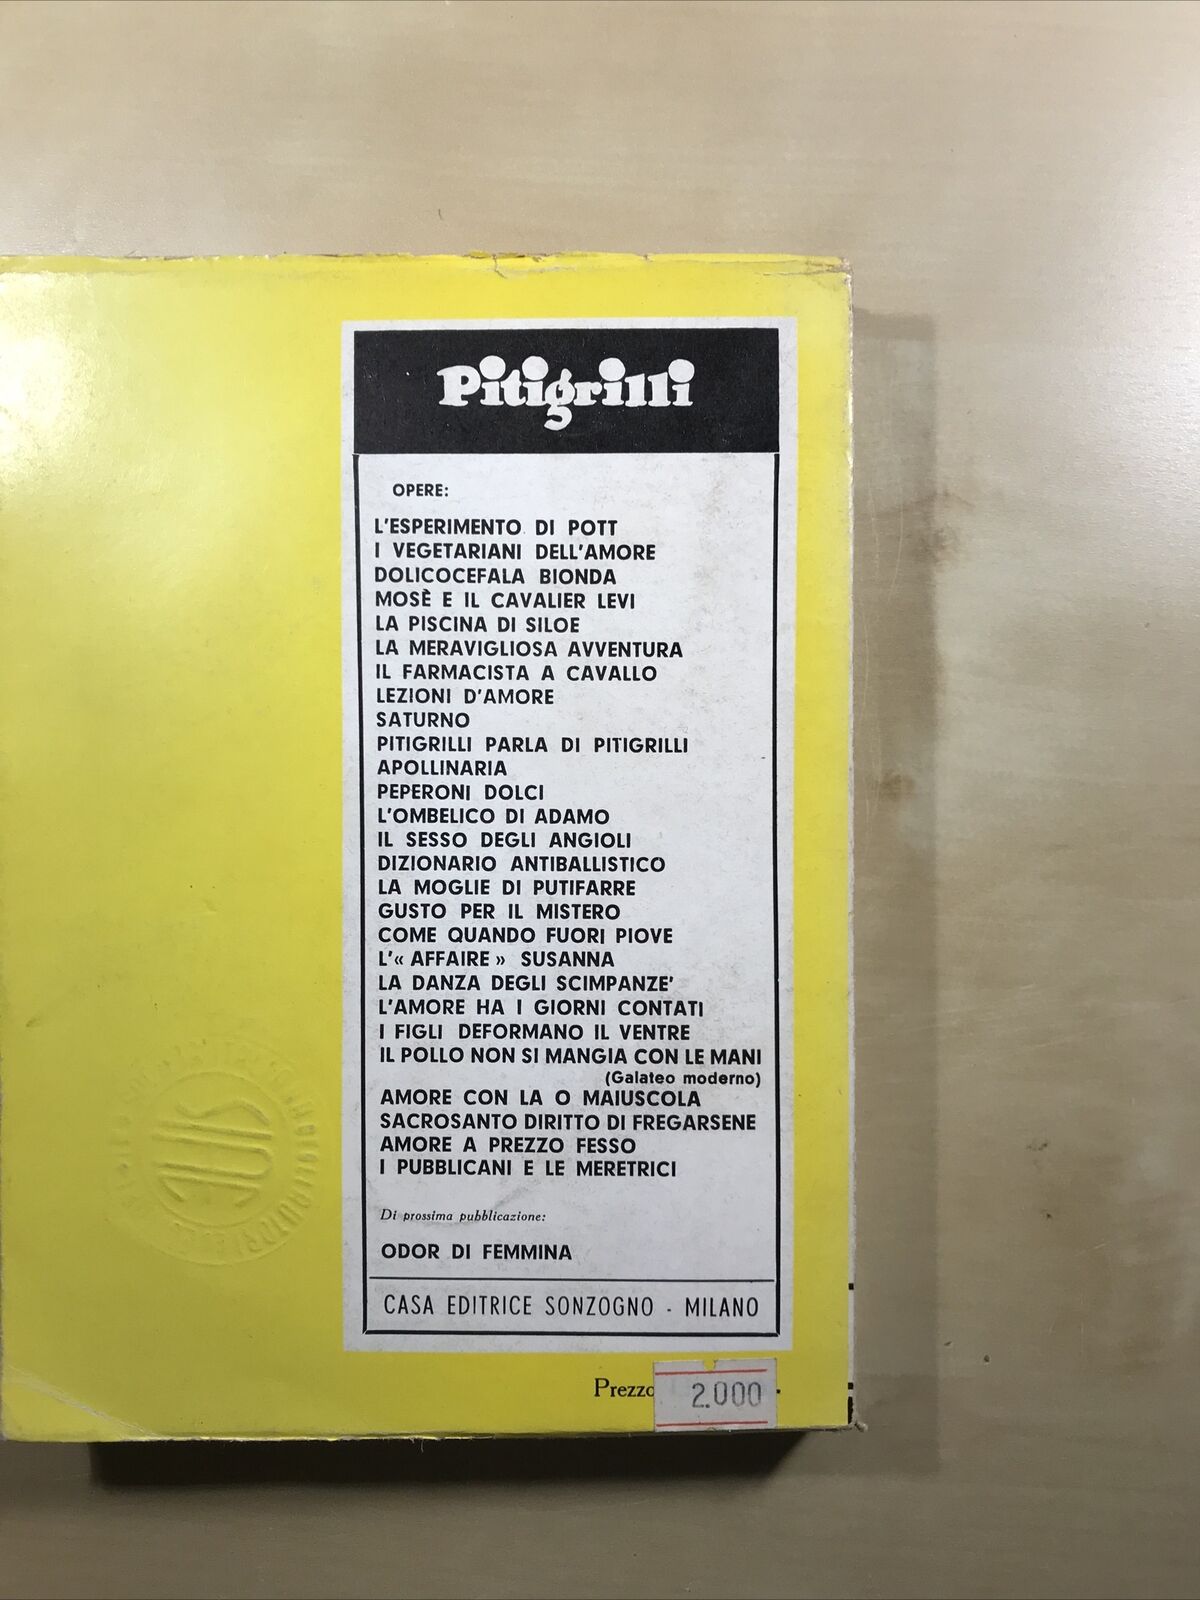 Pitigrilli
OPERE:
L'ESPERIMENTO DI POTT
I VEGETARIANI DELL'AMORE
DOLICOCEFALA BIONDA
MOSÈ E IL CAVALIER LEVI
LA PISCINA DI SILOE
LA MERAVIGLIOSA AVVENTURA
IL FARMACISTA A CAVALLO
LEZIONI D'AMORE
SATURNO
PITIGRILLI PARLA DI PITIGRILLI
APOLLINARIA
PEPERONI DOLCI
L'OMBELICO DI ADAMO
IL SESSO DEGLI ANGIOLI
DIZIONARIO ANTIBALLISTICO
LA MOGLIE DI PUTIFARRE
GUSTO PER IL MISTERO
COME QUANDO FUORI PIOVE
L'« AFFAIRE » SUSANNA
LA DANZA DEGLI SCIMPANZE'
L'AMORE HA I GIORNI CONTATI
I FIGLI DEFORMANO IL VENTRE
IL POLLO NON SI MANGIA CON LE MANI
(Galateo moderno)
AMORE CON LA O MAIUSCOLA
SACROSANTO DIRITTO DI FREGARSENE
AMORE A PREZZO FESSO
I PUBBLICANI E LE MERETRICI
Di prossima pubblicazione:
ODOR DI FEMMINA
CASA EDITRICE SONZOGNO - MILANO
Prezzo
2.000
SIAE